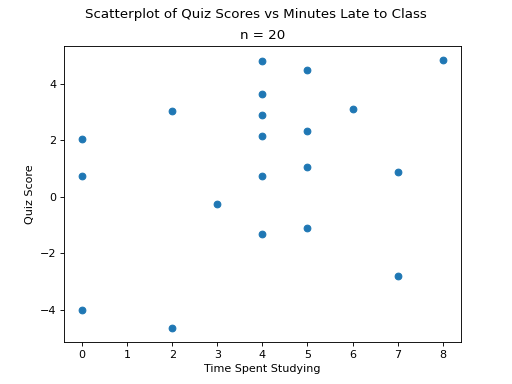 Scatterplot of Quiz Scores vs Minutes Late to Class
n = 20
4
2
0
−2
−4
Quiz Score
0 1 2 3 4 5 6 7 8
Time Spent Studying